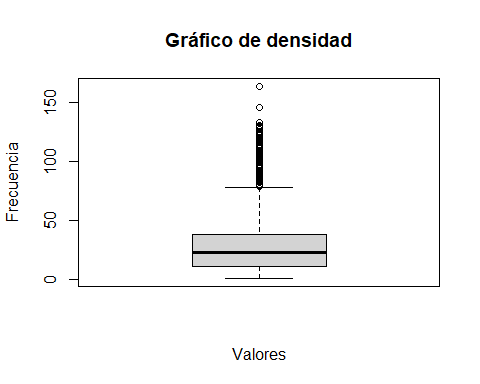 Gráfico de densidad
150
100
50
0
Frecuencia
Valores